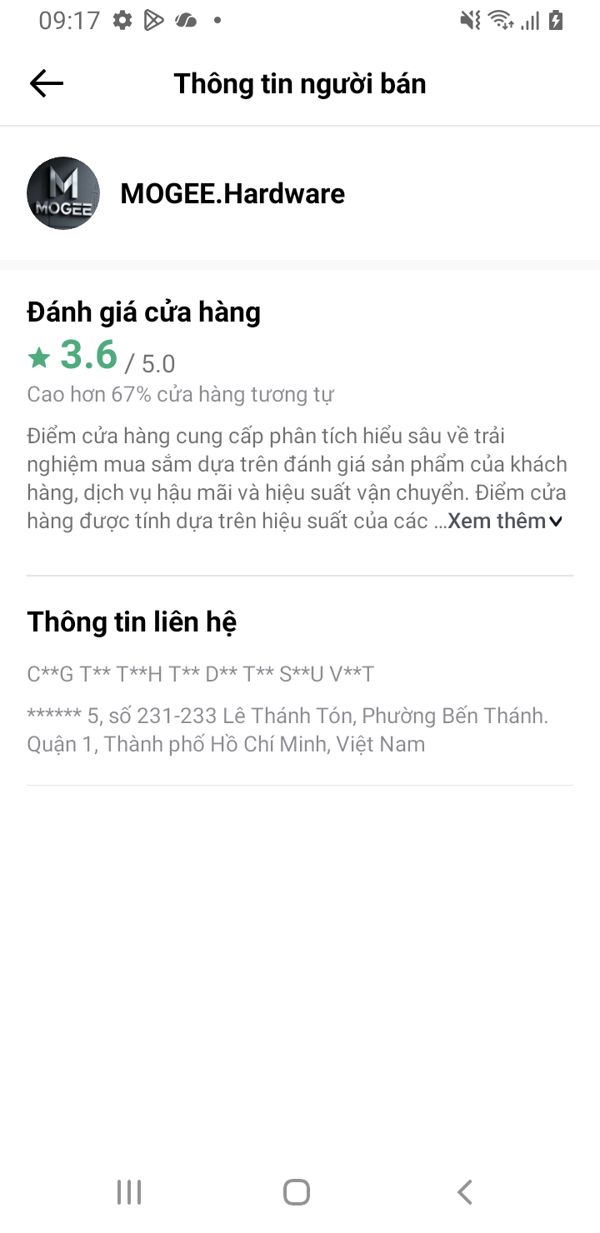 09:17
Thông tin người bán
M
MOGEE
MOGEE.Hardware
Đánh giá cửa hàng
3.6 / 5.0
Cao hơn 67% cửa hàng tương tự
Điểm cửa hàng cung cấp phân tích hiểu sâu về trải
nghiệm mua sắm dựa trên đánh giá sản phẩm của khách
hàng, dịch vụ hậu mãi và hiệu suất vận chuyển. Điểm cửa
hàng được tính dựa trên hiệu suất của các ...Xem thêm
Thông tin liên hệ
C**G T** T**H T** D** T** S**U V**T
****** 5, số 231-233 Lê Thánh Tón, Phường Bến Thánh.
Quận 1, Thành phố Hồ Chí Minh, Việt Nam